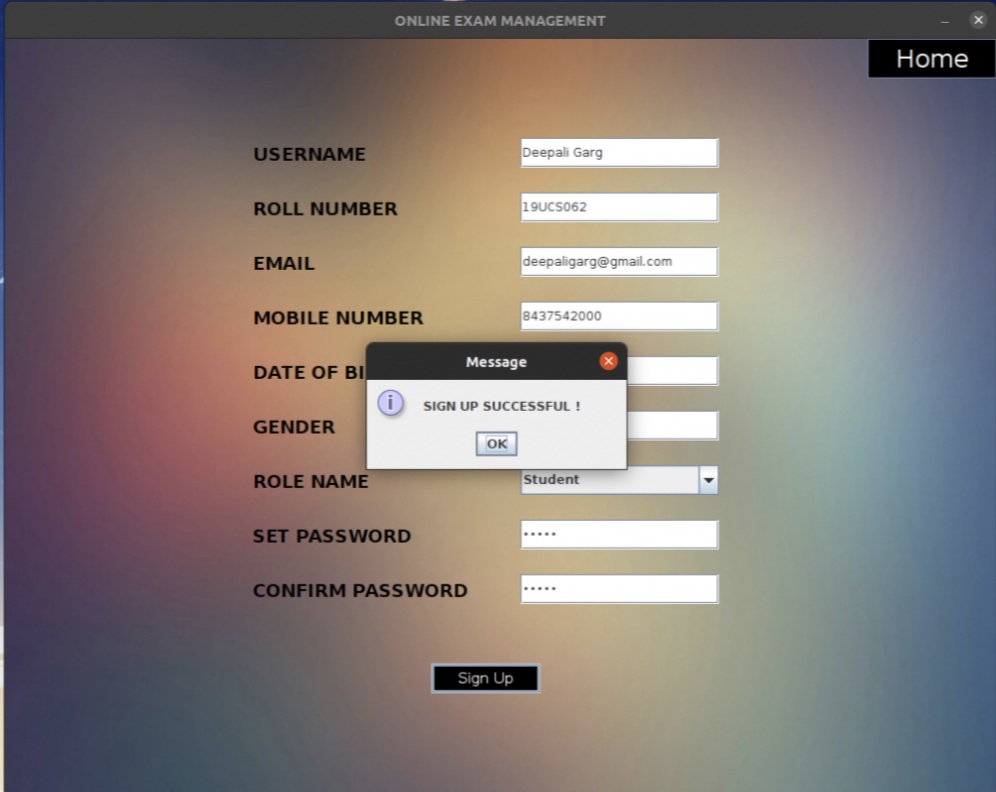 ONLINE EXAM MANAGEMENT
Home
USERNAME Deepali Garg
ROLL NUMBER 19UCS062
EMAIL deepaligarg@gmail.com
MOBILE NUMBER 8437542000
Message
DATE OF BI
SIGN UP SUCCESSFUL !
GENDER
OK
ROLE NAME Student
SET PASSWORD •••••
CONFIRM PASSWORD •••••
Sign Up